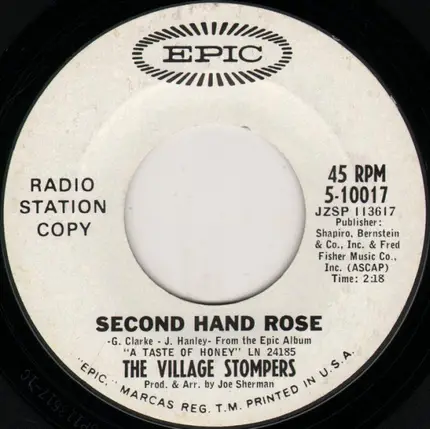 EPIC
RADIO
STATION
COPY
45 RPM
5-10017
JZSP 113617
Publisher:
Shapiro, Bernstein
& Co., Inc. & Fred
Fisher Music Co.,
Inc. (ASCAP)
Time: 2:18
SECOND HAND ROSE
-G. Clarke - J. Hanley- From the Epic Album
"A TASTE OF HONEY" LN 24185
THE VILLAGE STOMPERS
Prod. & Arr. by Joe Sherman
"EPIC," MARCAS REG. T.M. PRINTED IN U.S.A.